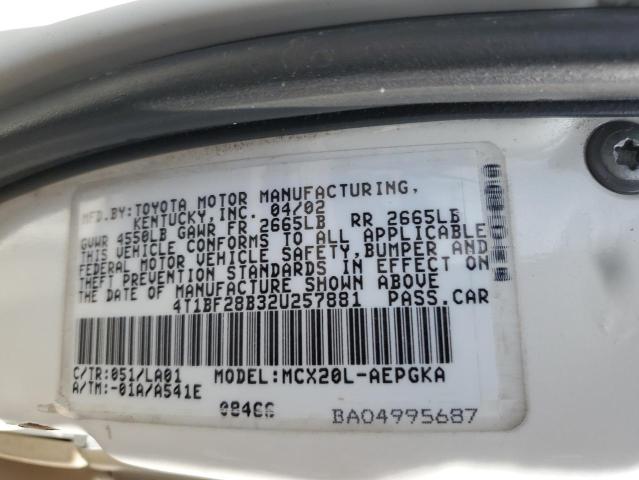 MFD.BY:TOYOTA MOTOR MANUFACTURING,
KENTUCKY,INC. 04/02
GVWR 4550LB GAWR FR 2665LB RR 2665LB
THIS VEHICLE CONFORMS TO ALL APPLICABLE
FEDERAL MOTOR VEHICLE SAFETY,BUMPER AND
THEFT PREVENTION STANDARDS IN EFFECT ON
THE DATE OF MANUFACTURE SHOWN ABOVE
4T1BF28B32U257881 PASS.CAR
C/TR:051/LA01 MODEL:MCX20L-AEPGKA
A/TM:-01A/A541E
BA04995687